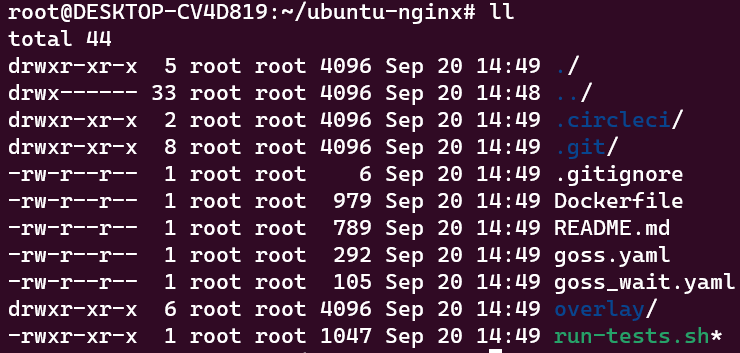 root@DESKTOP-CV4D819:~/ubuntu-nginx# ll
total 44
drwxr-xr-x  5 root root 4096 Sep 20 14:49 ./
drwx------ 33 root root 4096 Sep 20 14:48 ../
drwxr-xr-x  2 root root 4096 Sep 20 14:49 .circleci/
drwxr-xr-x  8 root root 4096 Sep 20 14:49 .git/
-rw-r--r--  1 root root    6 Sep 20 14:49 .gitignore
-rw-r--r--  1 root root  979 Sep 20 14:49 Dockerfile
-rw-r--r--  1 root root  789 Sep 20 14:49 README.md
-rw-r--r--  1 root root  292 Sep 20 14:49 goss.yaml
-rw-r--r--  1 root root  105 Sep 20 14:49 goss_wait.yaml
drwxr-xr-x  6 root root 4096 Sep 20 14:49 overlay/
-rwxr-xr-x  1 root root 1047 Sep 20 14:49 run-tests.sh*